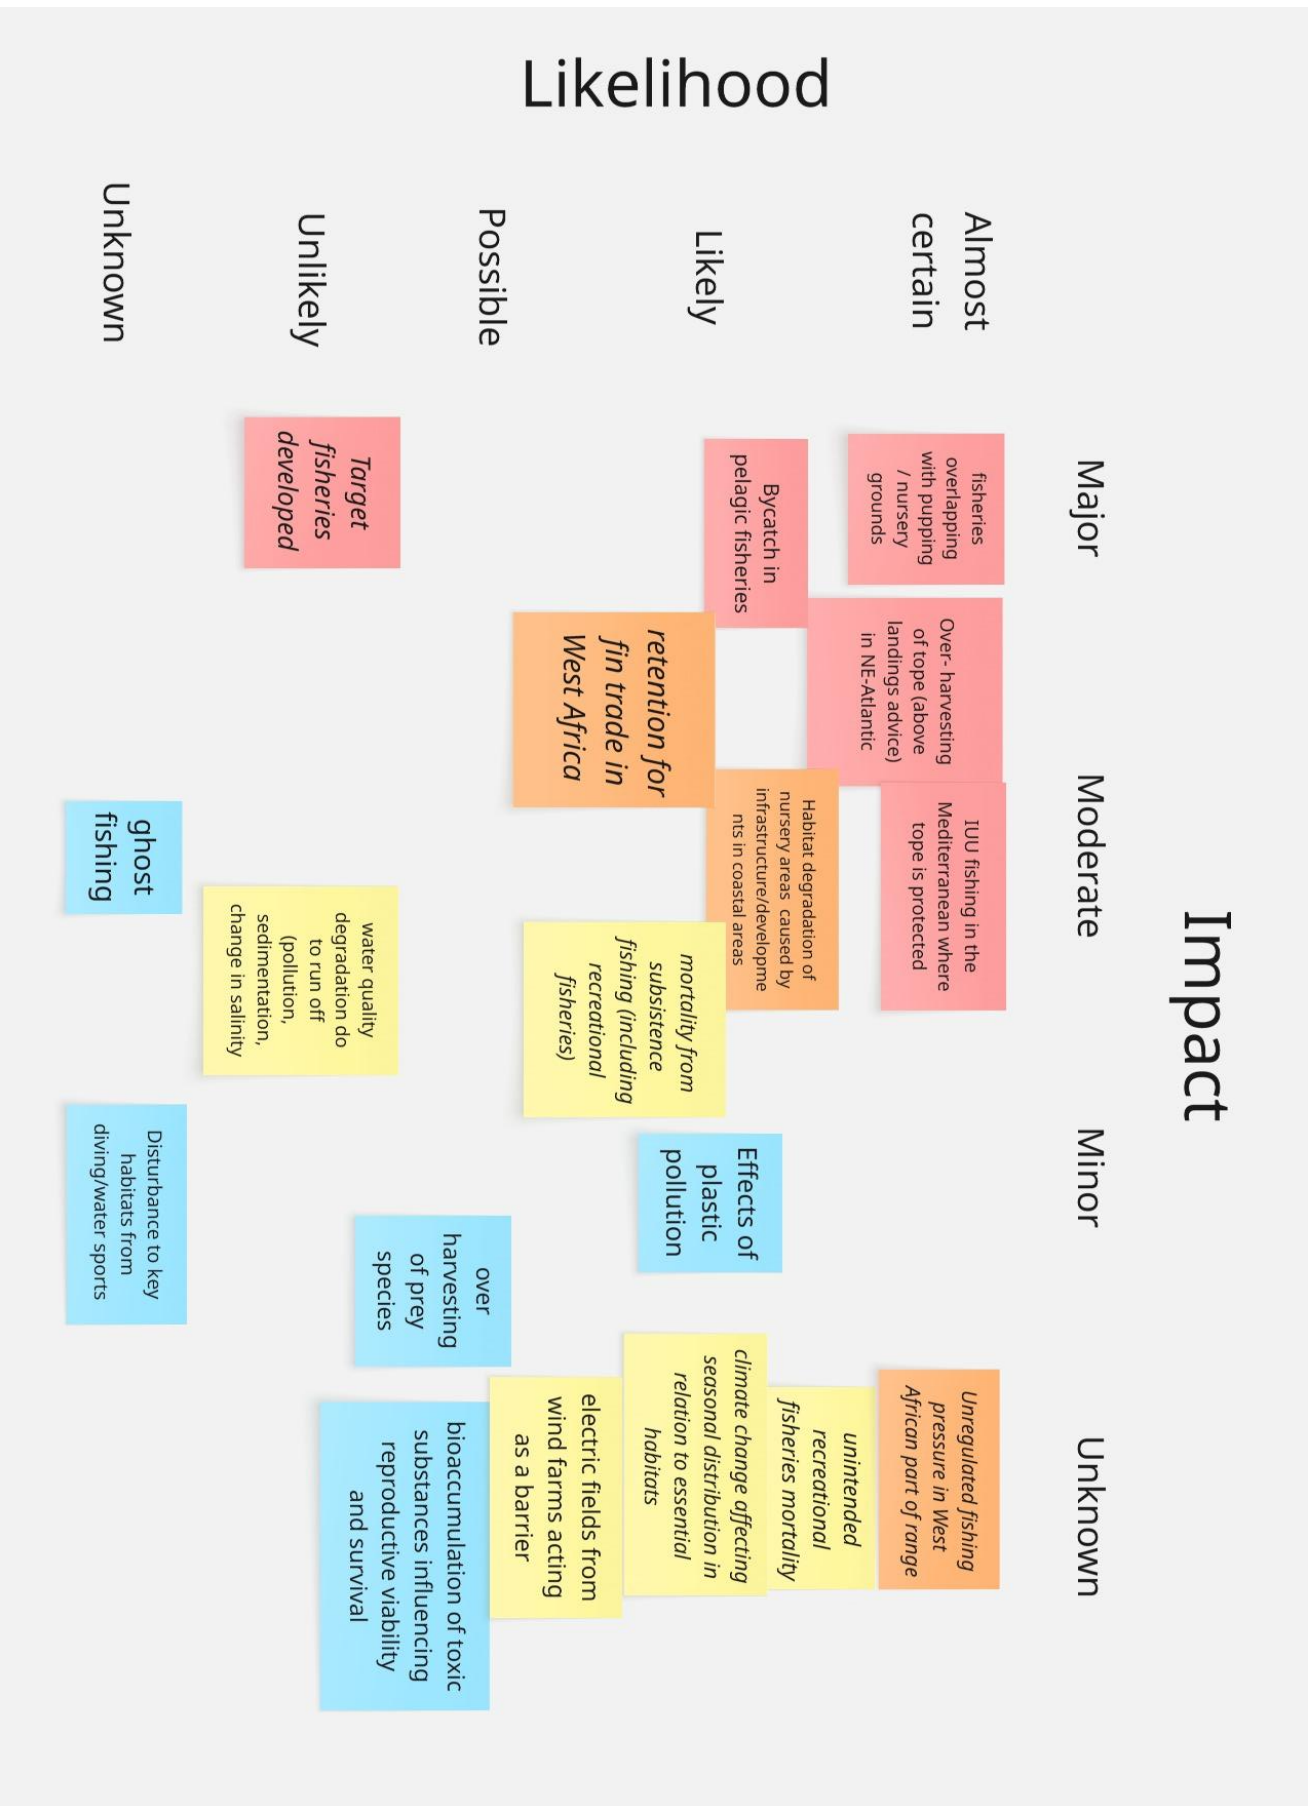 Likelihood
Impact
Major
Moderate
Minor
Unknown
Almost
certain
Likely
Possible
Unlikely
Unknown
fisheries
overlapping
with pupping
/ nursery
grounds
Over- harvesting
of tope (above
landings advice)
in NE-Atlantic
IUU fishing in the
Mediterranean where
tope is protected
Unregulated fishing
pressure in West
African part of range
Bycatch in
pelagic fisheries
Habitat degradation of
nursery areas caused by
infrastructure/developme
nts in coastal areas
unintended
recreational
fisheries mortality
retention for
fin trade in
West Africa
mortality from
subsistence
fishing (including
recreational
fisheries)
Effects of
plastic
pollution
climate change affecting
seasonal distribution in
relation to essential
habitats
electric fields from
wind farms acting
as a barrier
over
harvesting
of prey
species
bioaccumulation of toxic
substances influencing
reproductive viability
and survival
Target
fisheries
developed
water quality
degradation do
to run off
(pollution,
sedimentation,
change in salinity
ghost
fishing
Disturbance to key
habitats from
diving/water sports